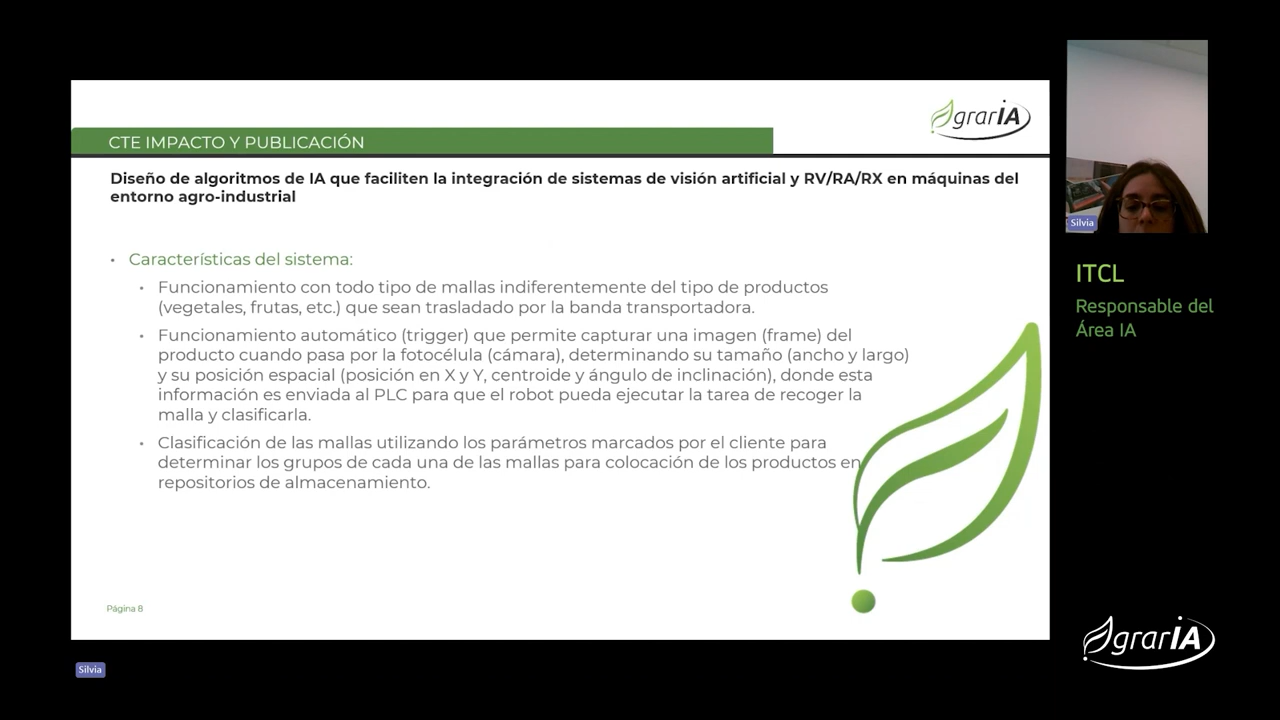 CTE IMPACTO Y PUBLICACIÓN
grarIA
Diseño de algoritmos de IA que faciliten la integración de sistemas de visión artificial y RV/RA/RX en máquinas del
entorno agro-industrial
• Características del sistema:
• Funcionamiento con todo tipo de mallas indiferentemente del tipo de productos
(vegetales, frutas, etc.) que sean trasladado por la banda transportadora.
• Funcionamiento automático (trigger) que permite capturar una imagen (frame) del
producto cuando pasa por la fotocélula (cámara), determinando su tamaño (ancho y largo)
y su posición espacial (posición en X y Y, centroide y ángulo de inclinación), donde esta
información es enviada al PLC para que el robot pueda ejecutar la tarea de recoger la
malla y clasificarla.
• Clasificación de las mallas utilizando los parámetros marcados por el cliente para
determinar los grupos de cada una de las mallas para colocación de los productos en
repositorios de almacenamiento.
Página 8
Silvia
Silvia
ITCL
Responsable del
Área IA
grarIA